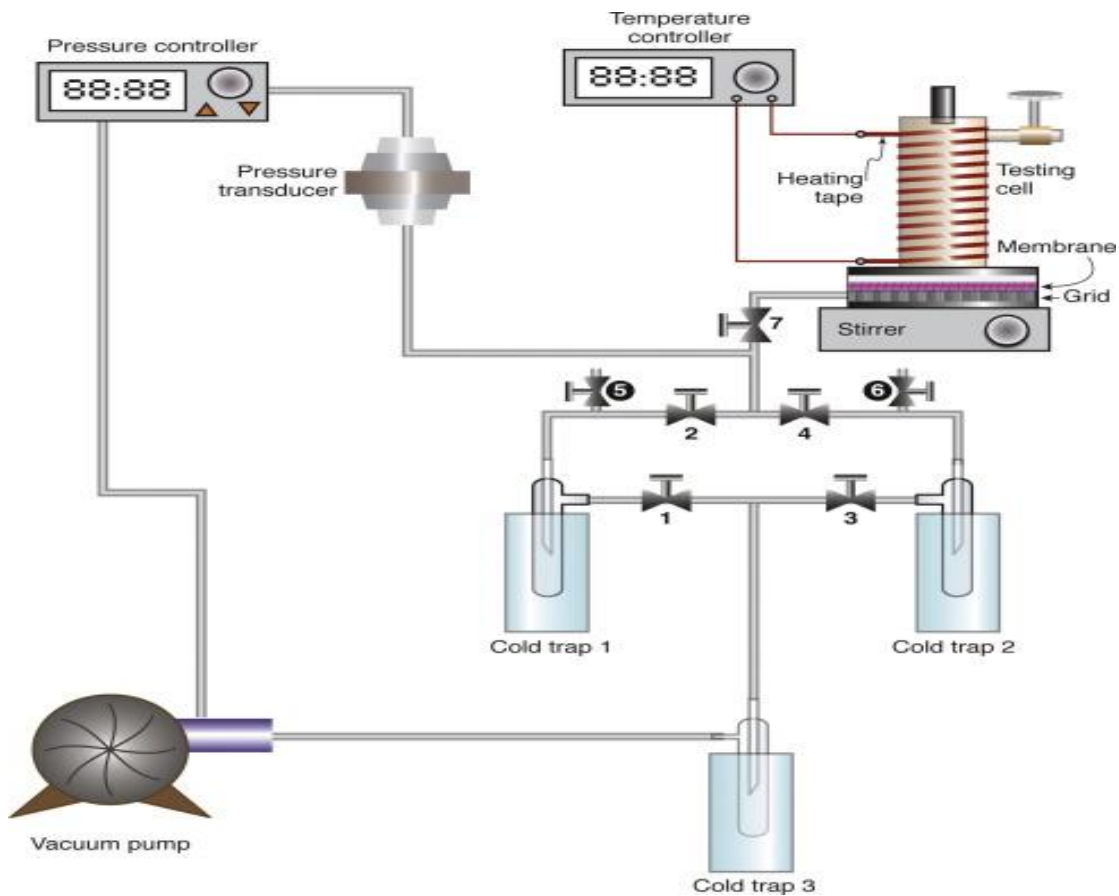 Pressure controller
88:88
Temperature
controller
88:88
Pressure
transducer
Heating
tape
Testing
cell
Membrane
Grid
7
Stirrer
5
2
4
6
1
3
Cold trap 1
Cold trap 2
Vacuum pump
Cold trap 3